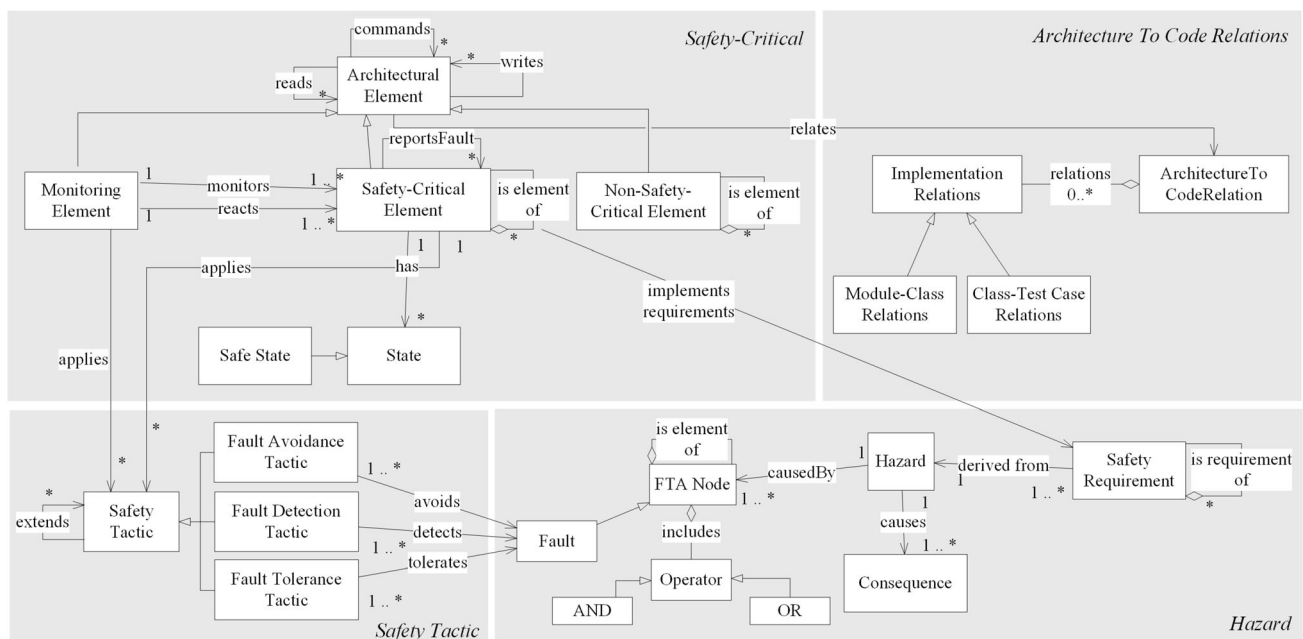 commands
*
Safety-Critical
Architecture To Code Relations
*
writes
Architectural
Element
reads
*
relates
reportsFault
*
1
monitors
1 .. *
Monitoring
Element
1
reacts
1 .. *
Safety-Critical
Element
is element
of
*
Non-Safety-
Critical Element
is element
of
*
Implementation
Relations
relations
0..*
ArchitectureTo
CodeRelation
1
1
applies
has
*
implements
requirements
Module-Class
Relations
Class-Test Case
Relations
Safe State
State
applies
*
*
Fault Avoidance
Tactic
1 .. *
avoids
is element
of
FTA Node
1 .. *
causedBy
1
Hazard
derived from
1
1 .. *
Safety
Requirement
is requirement
of
*
*
extends
Safety
Tactic
Fault Detection
Tactic
1 .. *
detects
Fault
includes
1
causes
1 .. *
Fault Tolerance
Tactic
1 .. *
tolerates
Operator
Consequence
AND
OR
Safety Tactic
Hazard